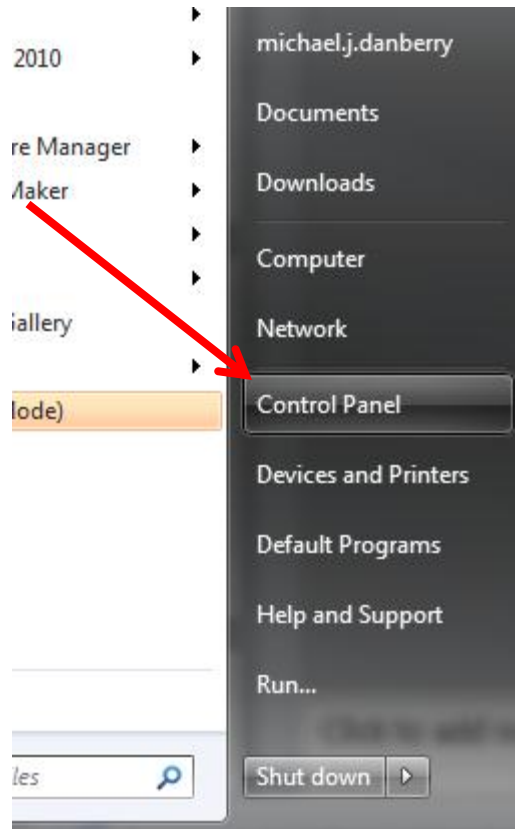 2010
re Manager
Maker
Gallery
lode)
les
michael.j.danberry
Documents
Downloads
Computer
Network
Control Panel
Devices and Printers
Default Programs
Help and Support
Run...
Shut down